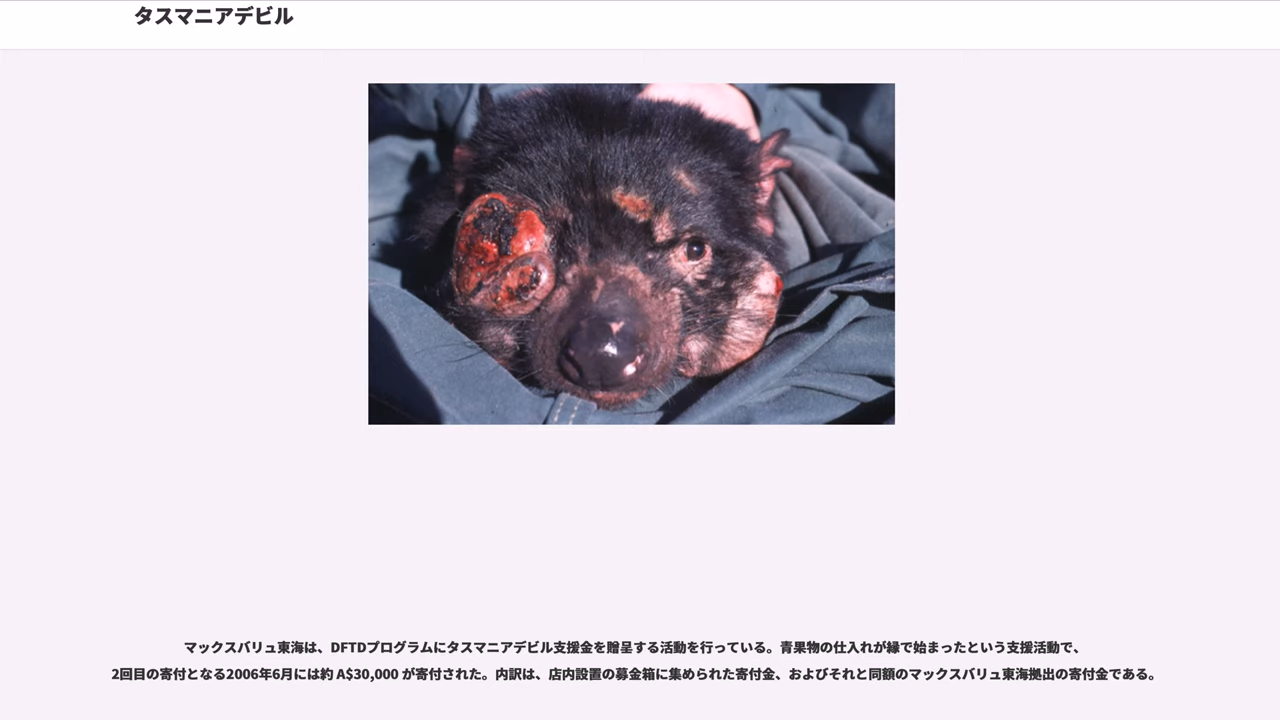 タスマニアデビル
マックスバリュ東海は、DFTDプログラムにタスマニアデビル支援金を贈呈する活動を行っている。青果物の仕入れが縁で始まったという支援活動で、
2回目の寄付となる2006年6月には約 A$30,000 が寄付された。内訳は、店内設置の募金箱に集められた寄付金、およびそれと同額のマックスバリュ東海拠出の寄付金である。